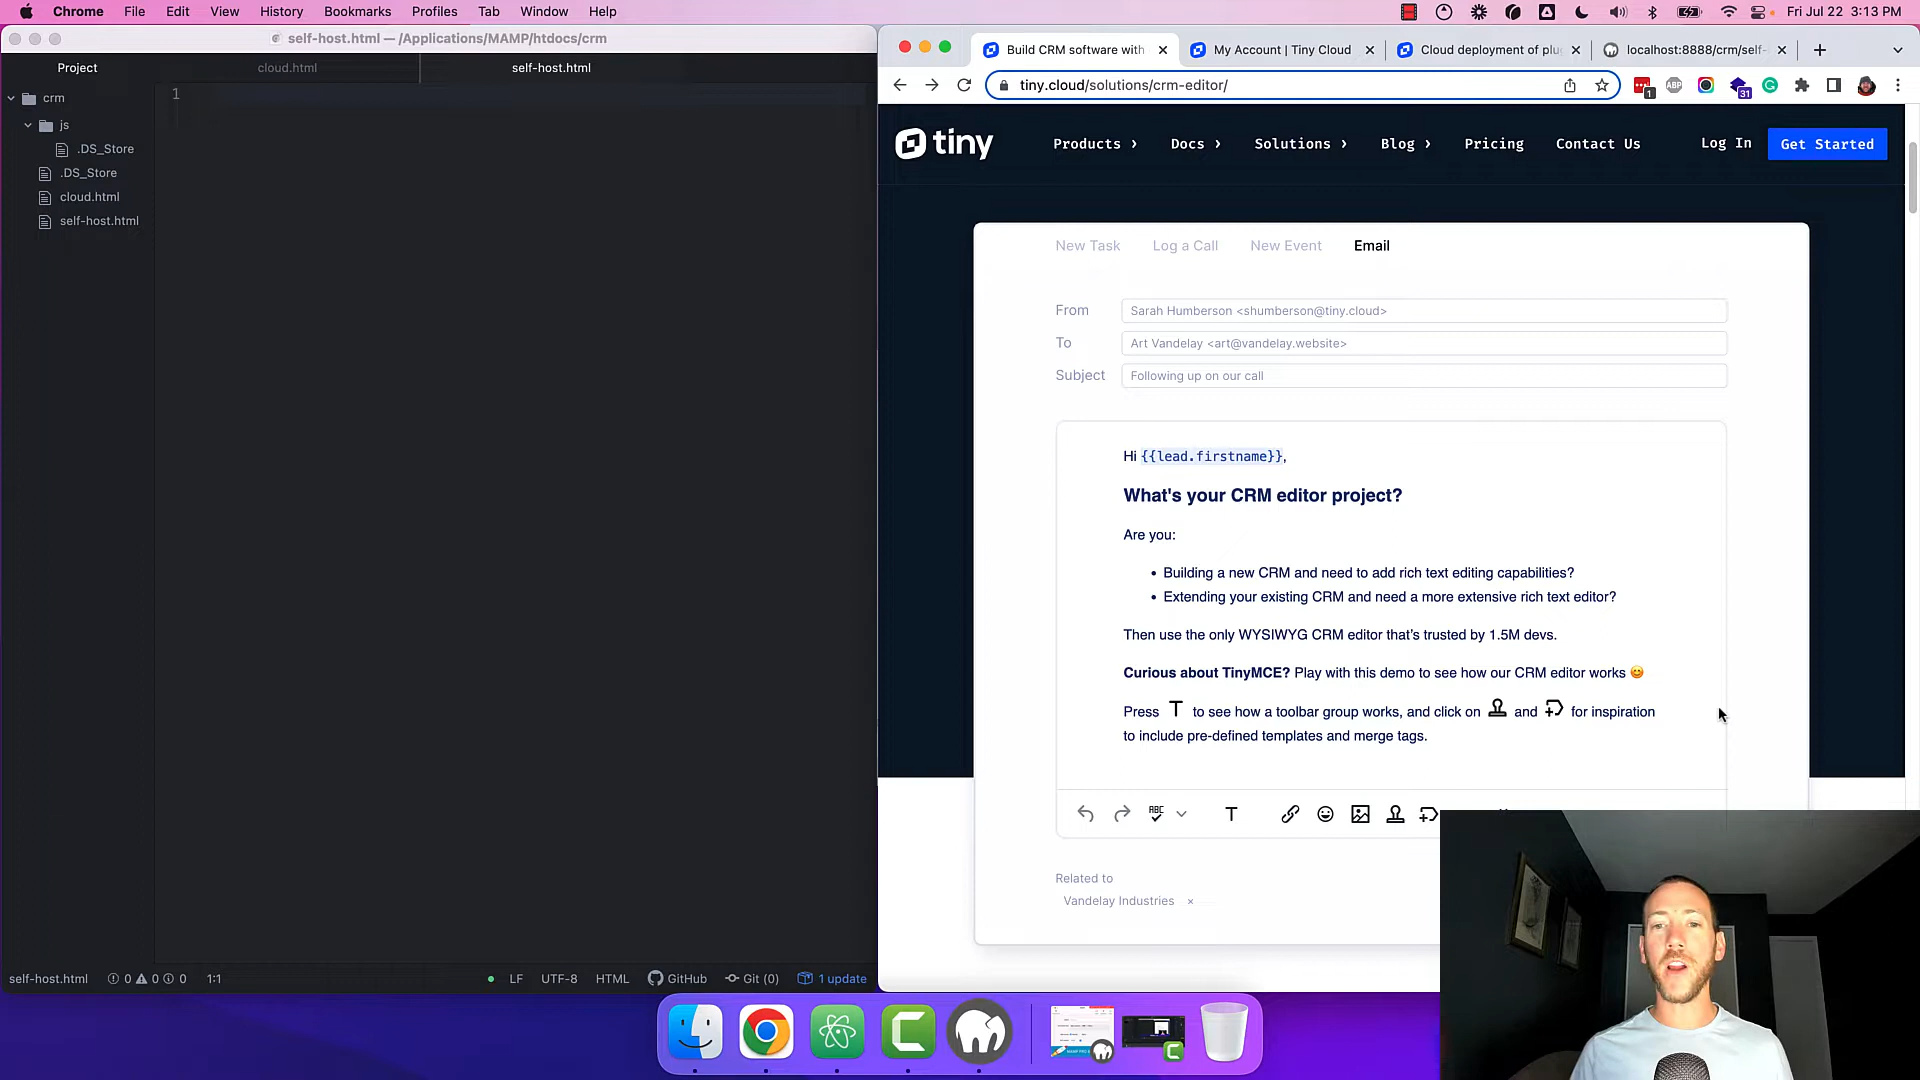 Chrome File Edit View History Bookmarks Profiles Tab Window Help
Fri Jul 22 3:13 PM
self-host.html — /Applications/MAMP/htdocs/crm
Project
cloud.html
self-host.html
crm
js
.DS_Store
.DS_Store
cloud.html
self-host.html
1
self-host.html 0 0 0 1:1
LF UTF-8 HTML GitHub Git (0) 1 update
Build CRM software with
My Account | Tiny Cloud
Cloud deployment of plu
localhost:8888/crm/self-
tiny.cloud/solutions/crm-editor/
1
ABP
31
tiny
Products › Docs › Solutions › Blog › Pricing Contact Us Log In Get Started
New Task Log a Call New Event Email
From Sarah Humberson <shumberson@tiny.cloud>
To Art Vandelay <art@vandelay.website>
Subject Following up on our call
Hi {{lead.firstname}},
What's your CRM editor project?
Are you:
• Building a new CRM and need to add rich text editing capabilities?
• Extending your existing CRM and need a more extensive rich text editor?
Then use the only WYSIWYG CRM editor that's trusted by 1.5M devs.
Curious about TinyMCE? Play with this demo to see how our CRM editor works 😊
Press T to see how a toolbar group works, and click on and for inspiration
to include pre-defined templates and merge tags.
ABC T
Related to
Vandelay Industries ×